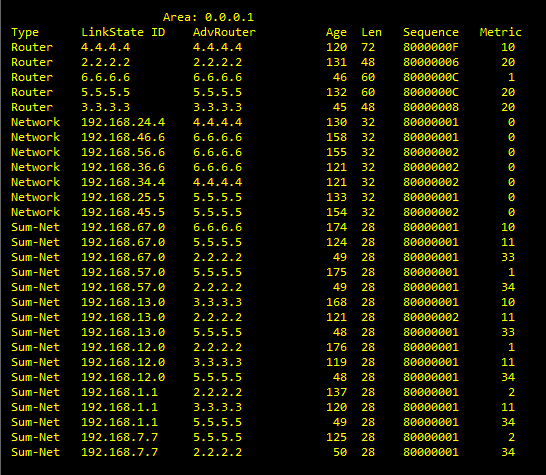 Area: 0.0.0.1
Type LinkState ID AdvRouter Age Len Sequence Metric
Router 4.4.4.4 4.4.4.4 120 72 8000000F 10
Router 2.2.2.2 2.2.2.2 131 48 80000006 20
Router 6.6.6.6 6.6.6.6 46 60 8000000C 1
Router 5.5.5.5 5.5.5.5 132 60 8000000C 20
Router 3.3.3.3 3.3.3.3 45 48 80000008 20
Network 192.168.24.4 4.4.4.4 130 32 80000001 0
Network 192.168.46.6 6.6.6.6 158 32 80000001 0
Network 192.168.56.6 6.6.6.6 155 32 80000002 0
Network 192.168.36.6 6.6.6.6 121 32 80000002 0
Network 192.168.34.4 4.4.4.4 121 32 80000002 0
Network 192.168.25.5 5.5.5.5 133 32 80000001 0
Network 192.168.45.5 5.5.5.5 154 32 80000002 0
Sum-Net 192.168.67.0 6.6.6.6 174 28 80000001 10
Sum-Net 192.168.67.0 5.5.5.5 124 28 80000001 11
Sum-Net 192.168.67.0 2.2.2.2 49 28 80000001 33
Sum-Net 192.168.57.0 5.5.5.5 175 28 80000001 1
Sum-Net 192.168.57.0 2.2.2.2 49 28 80000001 34
Sum-Net 192.168.13.0 3.3.3.3 168 28 80000001 10
Sum-Net 192.168.13.0 2.2.2.2 121 28 80000002 11
Sum-Net 192.168.13.0 5.5.5.5 48 28 80000001 33
Sum-Net 192.168.12.0 2.2.2.2 176 28 80000001 1
Sum-Net 192.168.12.0 3.3.3.3 119 28 80000001 11
Sum-Net 192.168.12.0 5.5.5.5 48 28 80000001 34
Sum-Net 192.168.1.1 2.2.2.2 137 28 80000001 2
Sum-Net 192.168.1.1 3.3.3.3 120 28 80000001 11
Sum-Net 192.168.1.1 5.5.5.5 49 28 80000001 34
Sum-Net 192.168.7.7 5.5.5.5 125 28 80000001 2
Sum-Net 192.168.7.7 2.2.2.2 50 28 80000001 34